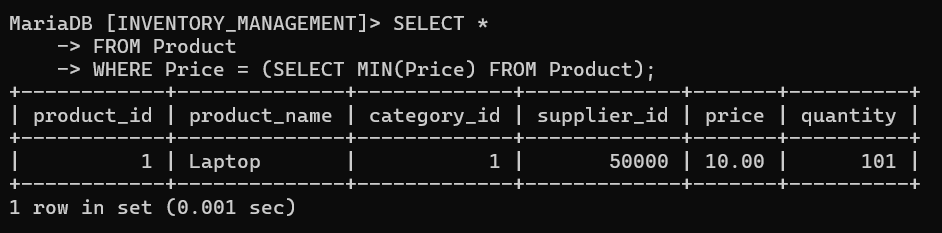 MariaDB [INVENTORY_MANAGEMENT]> SELECT *
    -> FROM Product
    -> WHERE Price = (SELECT MIN(Price) FROM Product);
+------------+--------------+-------------+-------------+-------+----------+
| product_id | product_name | category_id | supplier_id | price | quantity |
+------------+--------------+-------------+-------------+-------+----------+
|          1 | Laptop       |           1 |       50000 | 10.00 |      101 |
+------------+--------------+-------------+-------------+-------+----------+
1 row in set (0.001 sec)